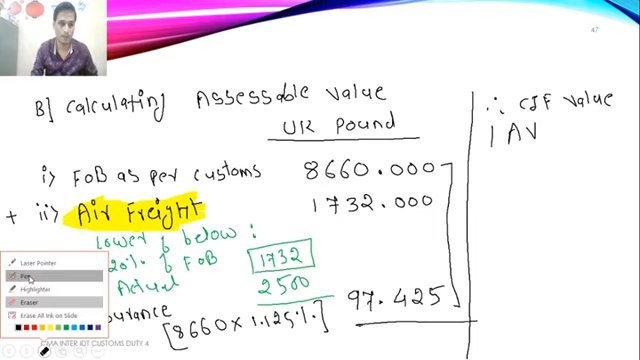 47
B] Calculating Assessable Value
UK Pound
i) FOB as per customs 8660.000
+ ii) Air Freight 1732.000
Lower of below:
20% of FOB 1732
Actual 2500
urance [8660 x 1.125%.] 97.425
∴ CIF Value
| AV
Laser Pointer
Pen
Highlighter
Eraser
Erase All Ink on Slide
CMA INTER IDT CUSTOMS DUTY 4